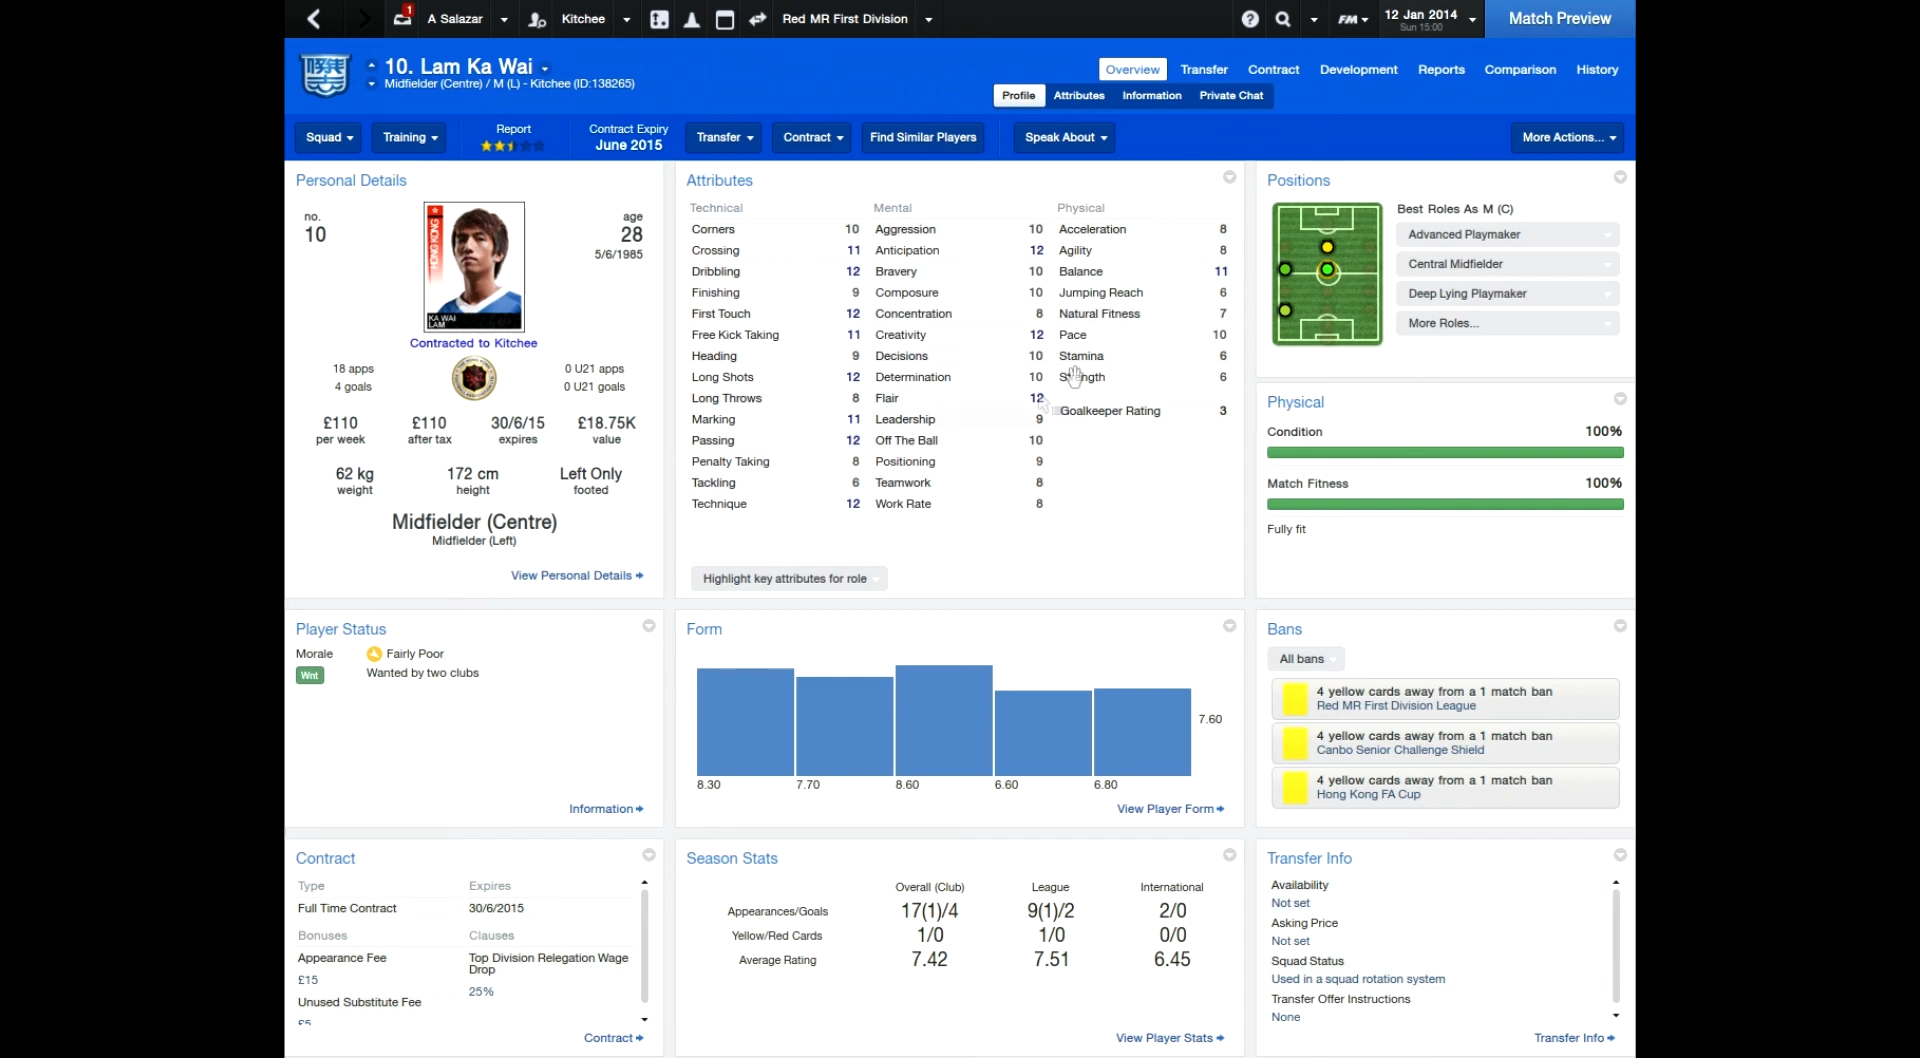 1
A Salazar
Kitchee
Red MR First Division
FM
12 Jan 2014
Sun 15:00
Match Preview
10. Lam Ka Wai
Midfielder (Centre) / M (L) - Kitchee (ID:138265)
Overview Transfer Contract Development Reports Comparison History
Profile Attributes Information Private Chat
Squad Training
Report
Contract Expiry
June 2015
Transfer Contract Find Similar Players Speak About More Actions...
Personal Details
no.
10
age
28
5/6/1985
HONG KONG
KA WAI
LAM
Contracted to Kitchee
18 apps
4 goals
0 U21 apps
0 U21 goals
£110
per week
£110
after tax
30/6/15
expires
£18.75K
value
62 kg
weight
172 cm
height
Left Only
footed
Midfielder (Centre)
Midfielder (Left)
View Personal Details
Attributes
Technical Mental Physical
Corners 10 Aggression 10 Acceleration 8
Crossing 11 Anticipation 12 Agility 8
Dribbling 12 Bravery 10 Balance 11
Finishing 9 Composure 10 Jumping Reach 6
First Touch 12 Concentration 8 Natural Fitness 7
Free Kick Taking 11 Creativity 12 Pace 10
Heading 9 Decisions 10 Stamina 6
Long Shots 12 Determination 10 Strength 6
Long Throws 8 Flair 12
Marking 11 Leadership 9 Goalkeeper Rating 3
Passing 12 Off The Ball 10
Penalty Taking 8 Positioning 9
Tackling 6 Teamwork 8
Technique 12 Work Rate 8
Highlight key attributes for role
Positions
Best Roles As M (C)
Advanced Playmaker
Central Midfielder
Deep Lying Playmaker
More Roles...
Physical
Condition 100%
Match Fitness 100%
Fully fit
Player Status
Morale Fairly Poor
Wnt Wanted by two clubs
Information
Form
7.60
8.30 7.70 8.60 6.60 6.80
View Player Form
Bans
All bans
4 yellow cards away from a 1 match ban
Red MR First Division League
4 yellow cards away from a 1 match ban
Canbo Senior Challenge Shield
4 yellow cards away from a 1 match ban
Hong Kong FA Cup
Contract
Type Expires
Full Time Contract 30/6/2015
Bonuses Clauses
Appearance Fee
£15
Top Division Relegation Wage
Drop
25%
Unused Substitute Fee
£5
Contract
Season Stats
Overall (Club) League International
Appearances/Goals 17(1)/4 9(1)/2 2/0
Yellow/Red Cards 1/0 1/0 0/0
Average Rating 7.42 7.51 6.45
View Player Stats
Transfer Info
Availability
Not set
Asking Price
Not set
Squad Status
Used in a squad rotation system
Transfer Offer Instructions
None
Transfer Info